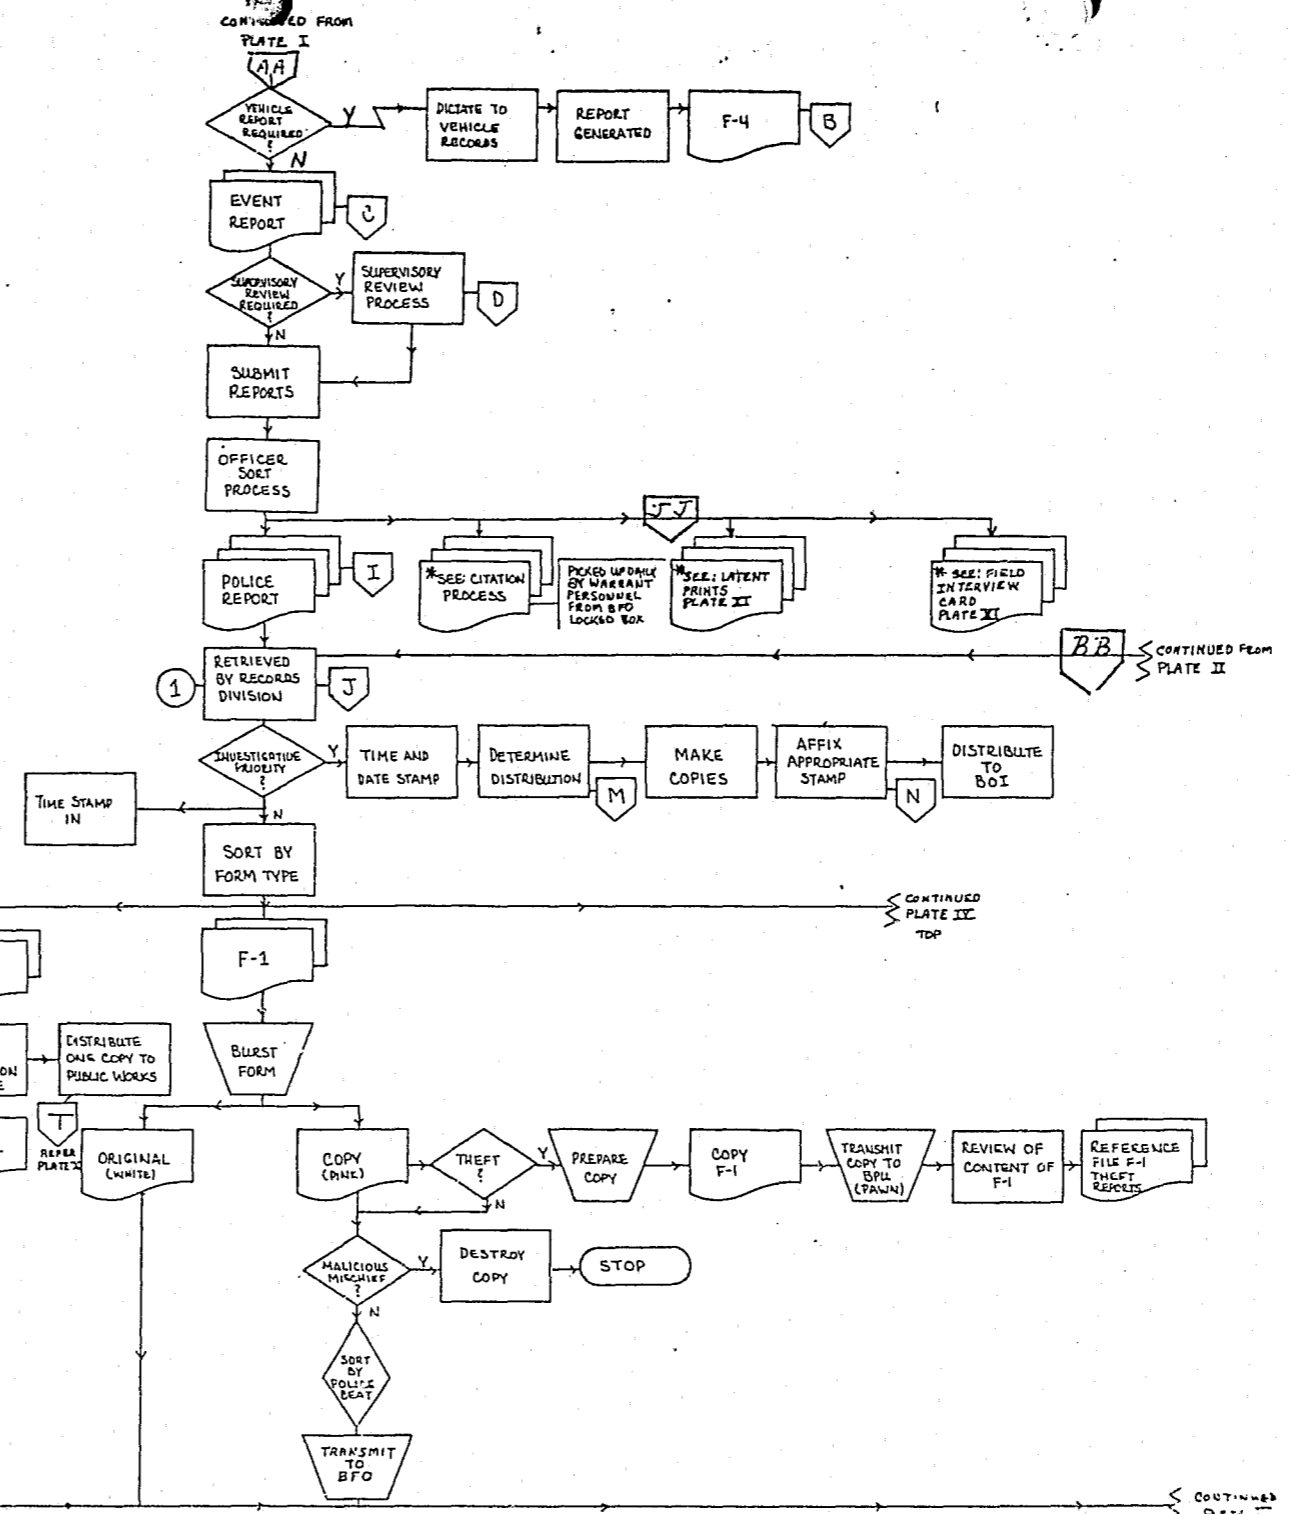 CONTINUED FROM
PLATE I
AA
VEHICLE
REPORT
REQUIRED
?
Y
DICTATE TO
VEHICLE
RECORDS
REPORT
GENERATED
F-4
B
N
EVENT
REPORT
C
SUPERVISORY
REVIEW
REQUIRED
?
Y
SUPERVISORY
REVIEW
PROCESS
D
N
SUBMIT
REPORTS
OFFICER
SORT
PROCESS
JJ
POLICE
REPORT
I
*SEE: CITATION
PROCESS
PICKED UP DAILY
BY WARRANT
PERSONNEL
FROM BFO
LOCKED BOX
*SEE: LATENT
PRINTS
PLATE XI
* SEE: FIELD
INTERVIEW
CARD
PLATE XI
BB
CONTINUED FROM
PLATE II
1
RETRIEVED
BY RECORDS
DIVISION
J
INVESTIGATIVE
PRIORITY
?
Y
TIME AND
DATE STAMP
DETERMINE
DISTRIBUTION
M
MAKE
COPIES
AFFIX
APPROPRIATE
STAMP
N
DISTRIBUTE
TO
BOI
TIME STAMP
IN
N
SORT BY
FORM TYPE
CONTINUED
PLATE IV
TOP
F-1
ON
E
DISTRIBUTE
ONE COPY TO
PUBLIC WORKS
BURST
FORM
T
REFER
PLATE
ORIGINAL
(WHITE)
COPY
(PINK)
THEFT
?
Y
PREPARE
COPY
COPY
F-1
TRANSMIT
COPY TO
BPU
(PAWN)
REVIEW OF
CONTENT OF
F-1
REFERENCE
FILE F-1
THEFT
REPORTS
N
MALICIOUS
MISCHIEF
?
Y
DESTROY
COPY
STOP
N
SORT
BY
POLICE
BEAT
TRANSMIT
TO
BFO
CONTINUED